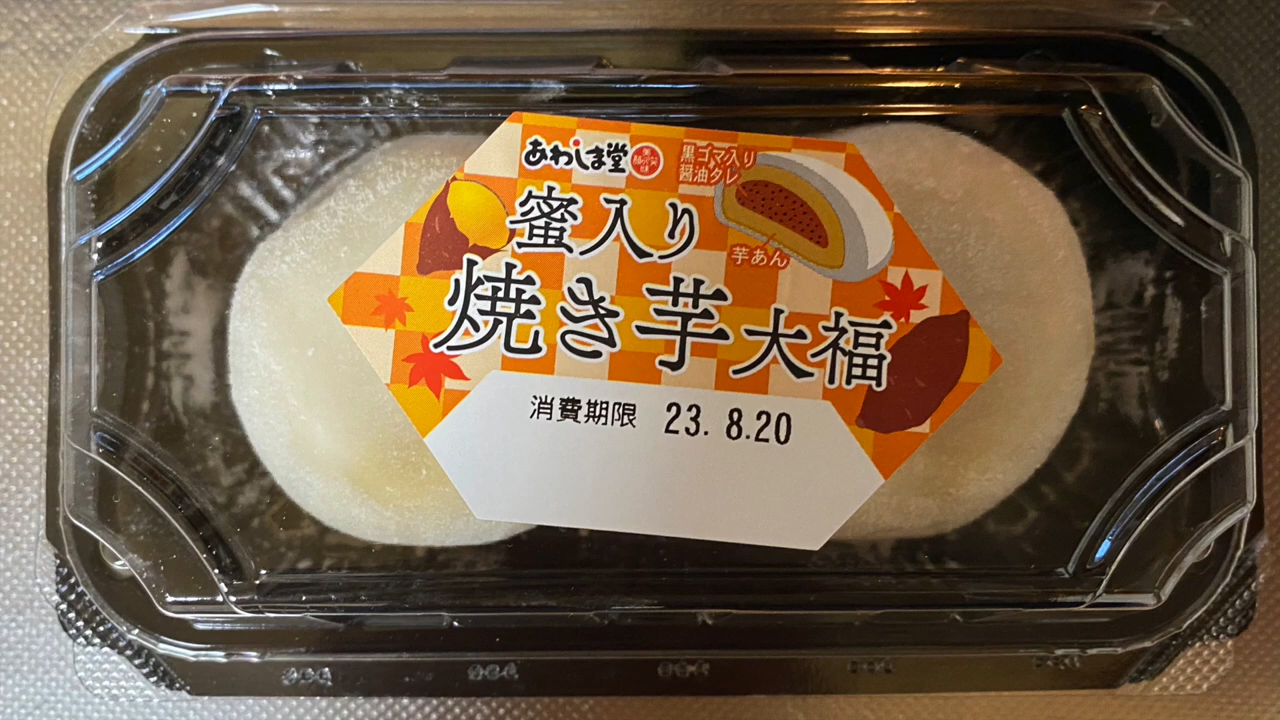 あわしま堂
黒ゴマ入り
醤油タレ
芋あん
蜜入り
焼き芋大福
消費期限 23. 8.20